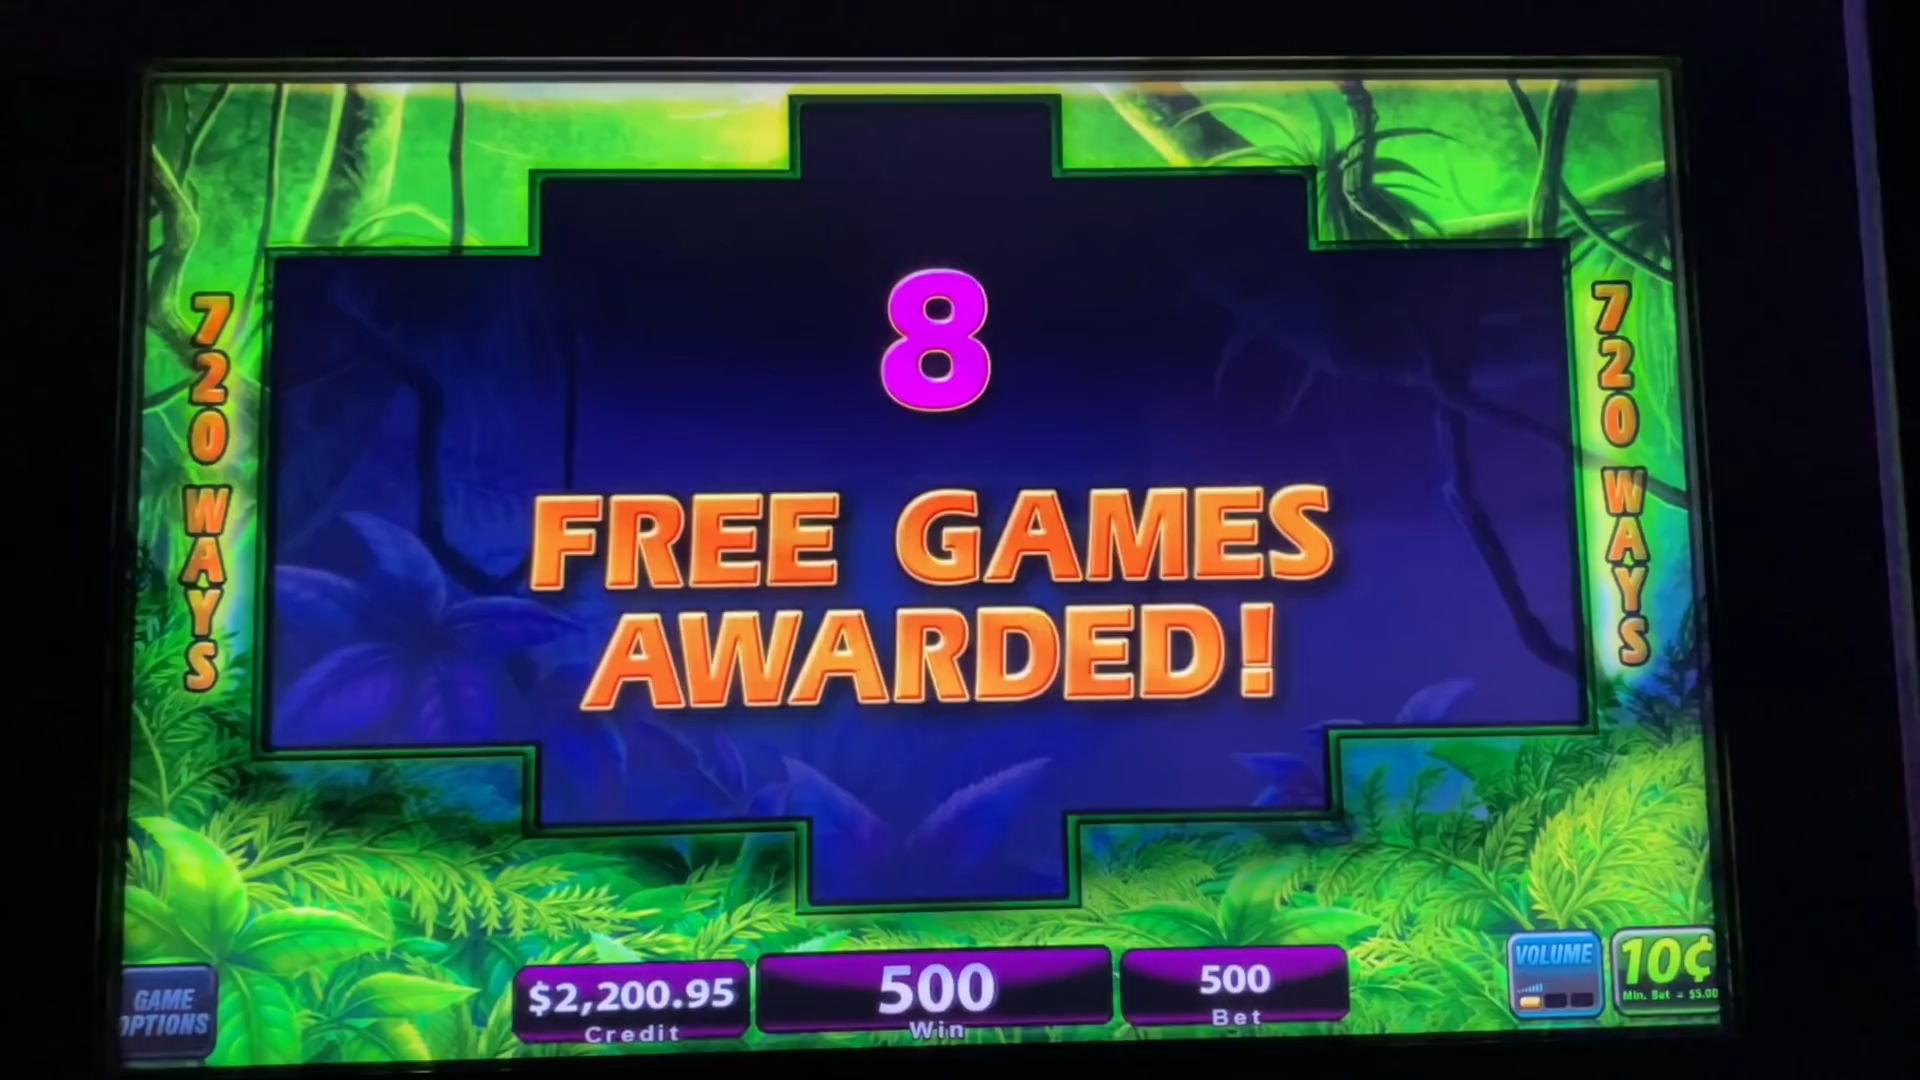 8
FREE GAMES
AWARDED!
720 WAYS
720 WAYS
GAME
OPTIONS
$2,200.95
Credit
500
Win
500
Bet
VOLUME
10¢
Min. Bet = $5.00